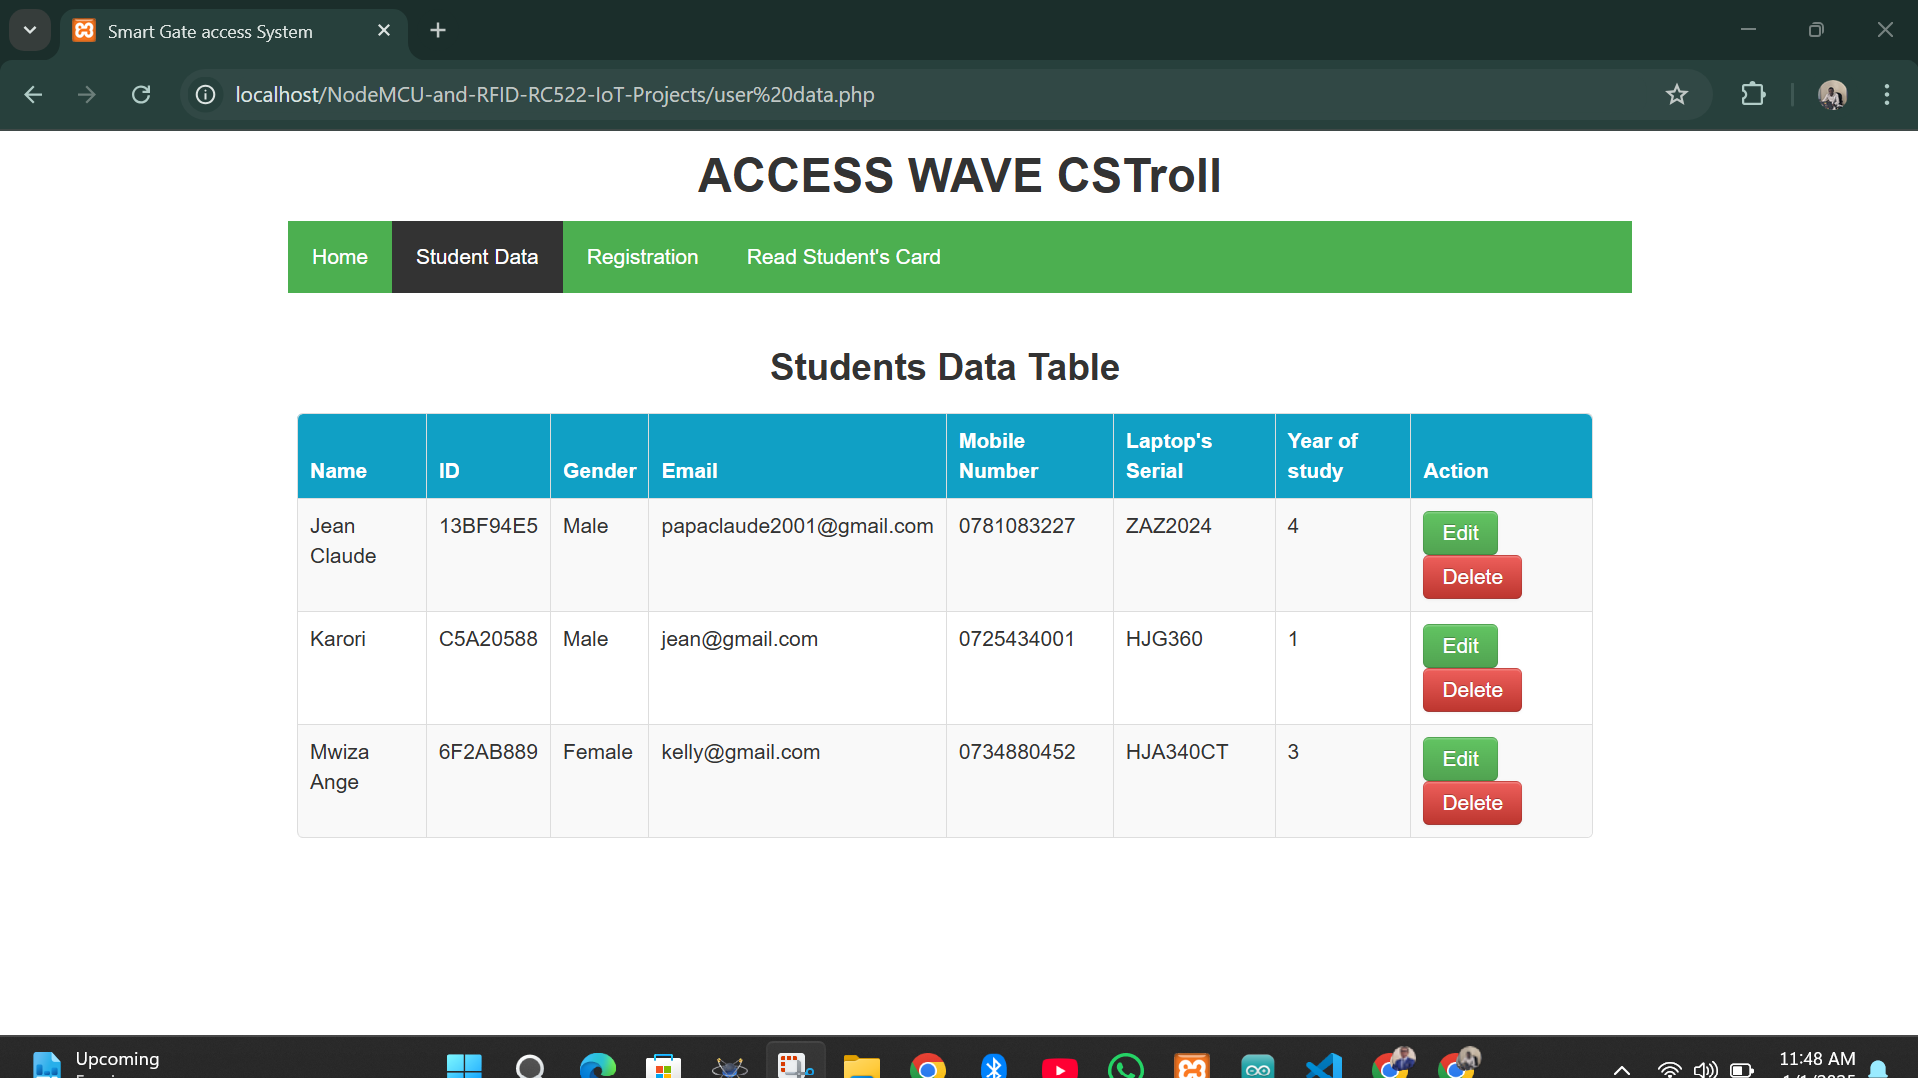 Smart Gate access System
localhost/NodeMCU-and-RFID-RC522-IoT-Projects/user%20data.php
ACCESS WAVE CSTroll
Home Student Data Registration Read Student's Card
Students Data Table
Name ID Gender Email Mobile Number Laptop's Serial Year of study Action
Jean Claude 13BF94E5 Male papaclaude2001@gmail.com 0781083227 ZAZ2024 4 Edit Delete
Karori C5A20588 Male jean@gmail.com 0725434001 HJG360 1 Edit Delete
Mwiza Ange 6F2AB889 Female kelly@gmail.com 0734880452 HJA340CT 3 Edit Delete
Upcoming
11:48 AM